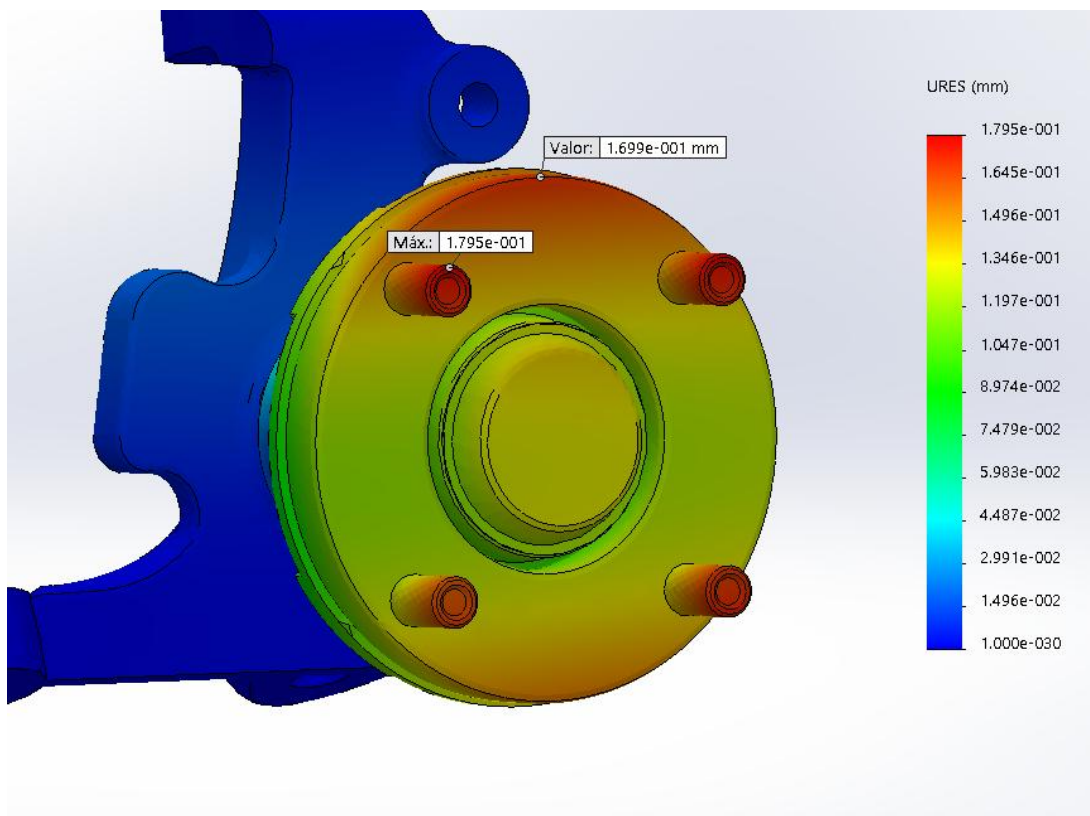 URES (mm)
1.795e-001
1.645e-001
1.496e-001
1.346e-001
1.197e-001
1.047e-001
8.974e-002
7.479e-002
5.983e-002
4.487e-002
2.991e-002
1.496e-002
1.000e-030
Valor: 1.699e-001 mm
Máx.: 1.795e-001